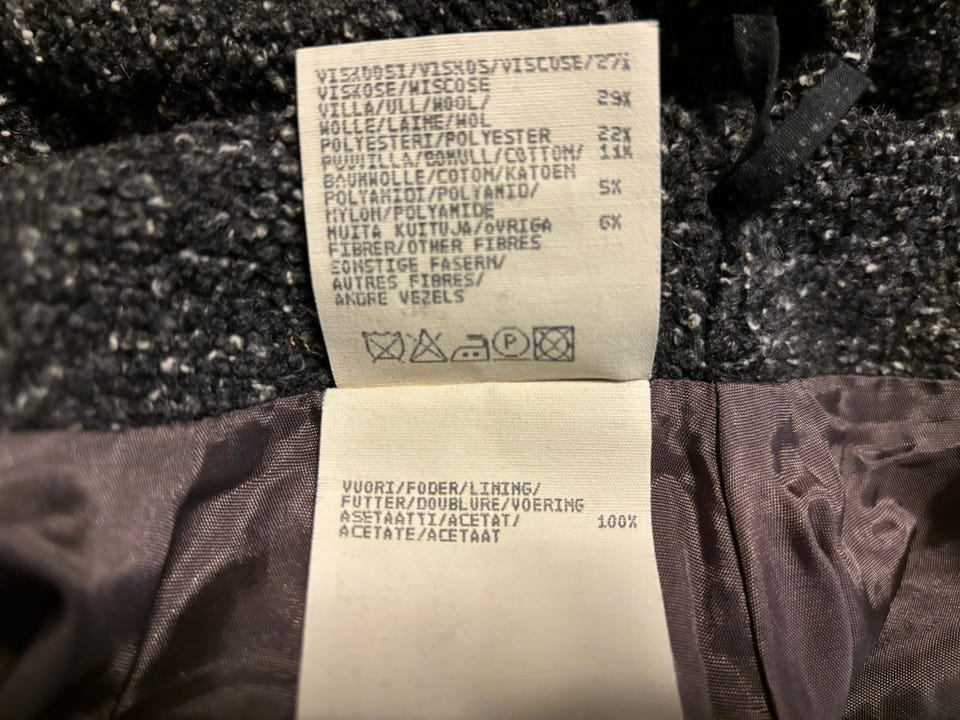 VISKOOSI/VISKOS/VISCOSE/27%
VISKOSE/VISCOSE
VILLA/ULL/WOOL/ 29%
WOLLE/LAINE/WOL
POLYESTERI/POLYESTER 22%
PUUVILLA/BOMULL/COTTON/ 11%
BAUMWOLLE/COTON/KATOEN
POLYAMIDI/POLYAMID/ 5%
NYLON/POLYAMIDE
MUITA KUITUJA/ÖVRIGA 6%
FIBRER/OTHER FIBRES
SONSTIGE FASERN/
AUTRES FIBRES/
ANDRE VEZELS
P
VUORI/FODER/LINING/
FUTTER/DOUBLURE/VOERING
ASETAATTI/ACETAT/ 100%
ACETATE/ACETAAT